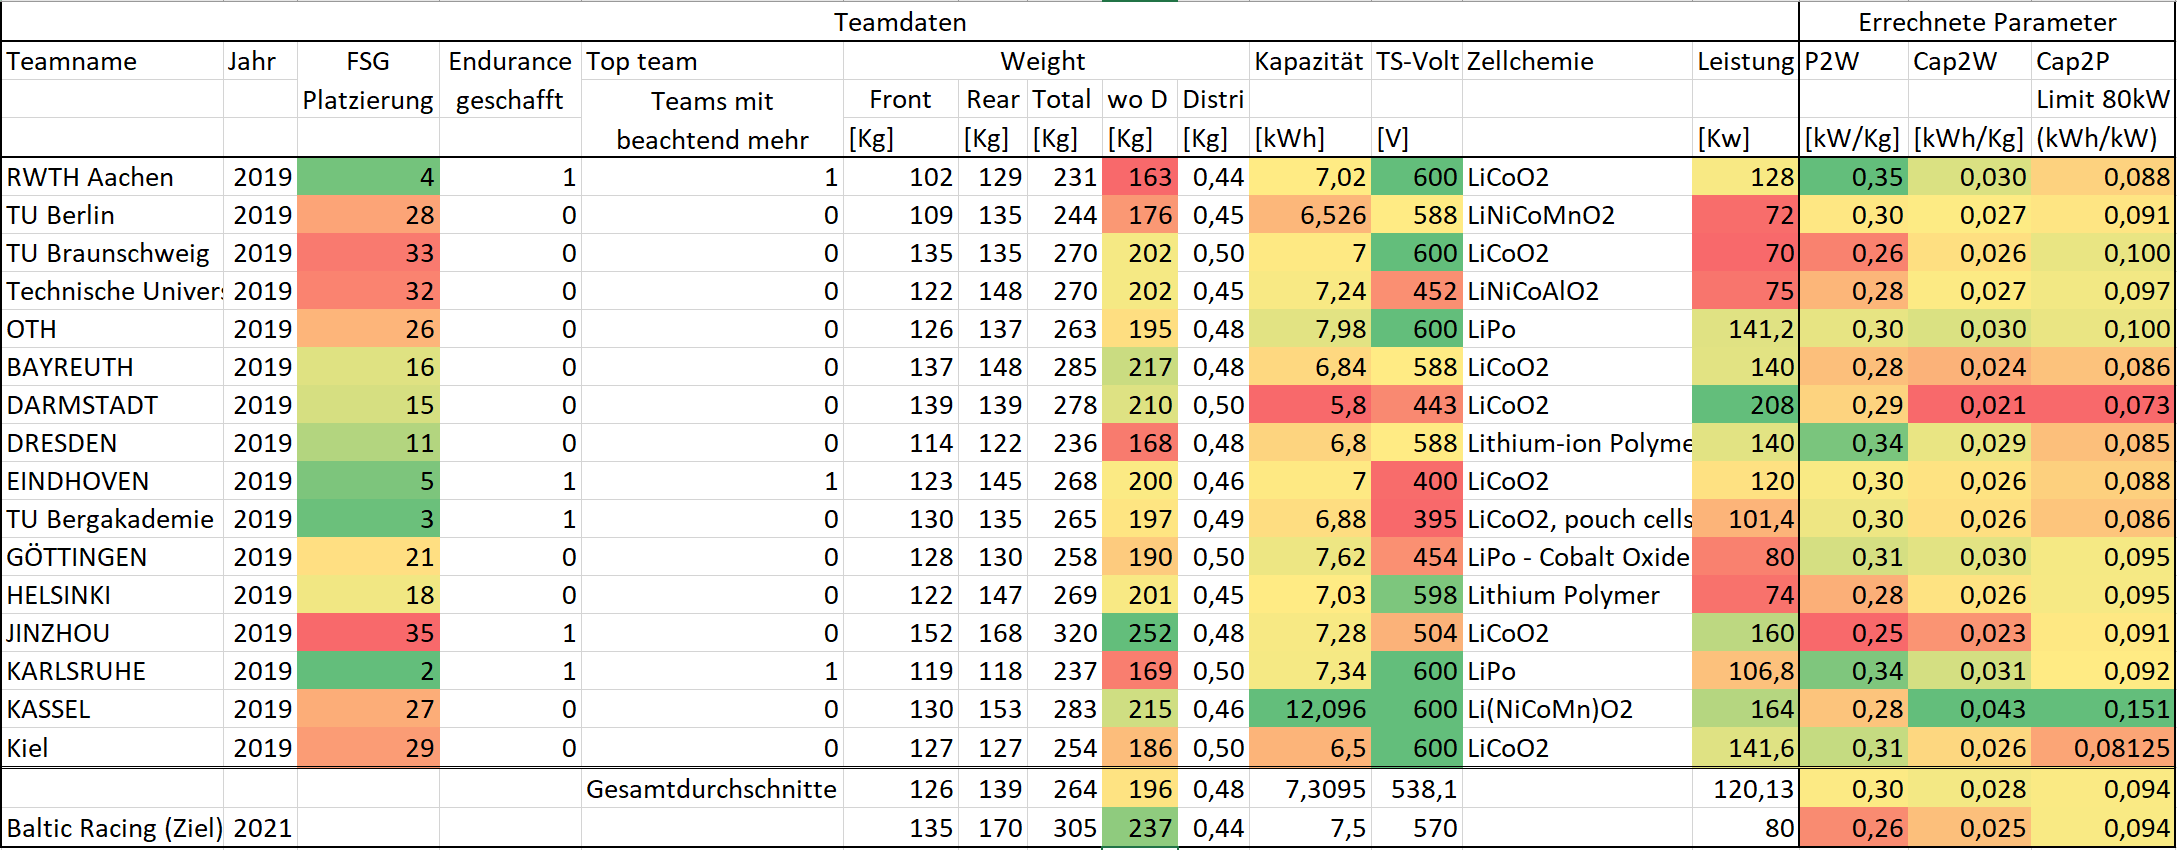 Teamdaten Errechnete Parameter
Teamname Jahr FSG Endurance Top team Weight Kapazität TS-Volt Zellchemie Leistung P2W Cap2W Cap2P
Platzierung geschafft Teams mit Front Rear Total wo D Distri Limit 80kW
beachtend mehr [Kg] [Kg] [Kg] [Kg] [Kg] [kWh] [V] [Kw] [kW/Kg] [kWh/Kg] (kWh/kW)
RWTH Aachen 2019 4 1 1 102 129 231 163 0,44 7,02 600 LiCoO2 128 0,35 0,030 0,088
TU Berlin 2019 28 0 0 109 135 244 176 0,45 6,526 588 LiNiCoMnO2 72 0,30 0,027 0,091
TU Braunschweig 2019 33 0 0 135 135 270 202 0,50 7 600 LiCoO2 70 0,26 0,026 0,100
Technische Univers 2019 32 0 0 122 148 270 202 0,45 7,24 452 LiNiCoAlO2 75 0,28 0,027 0,097
OTH 2019 26 0 0 126 137 263 195 0,48 7,98 600 LiPo 141,2 0,30 0,030 0,100
BAYREUTH 2019 16 0 0 137 148 285 217 0,48 6,84 588 LiCoO2 140 0,28 0,024 0,086
DARMSTADT 2019 15 0 0 139 139 278 210 0,50 5,8 443 LiCoO2 208 0,29 0,021 0,073
DRESDEN 2019 11 0 0 114 122 236 168 0,48 6,8 588 Lithium-ion Polyme 140 0,34 0,029 0,085
EINDHOVEN 2019 5 1 1 123 145 268 200 0,46 7 400 LiCoO2 120 0,30 0,026 0,088
TU Bergakademie 2019 3 1 0 130 135 265 197 0,49 6,88 395 LiCoO2, pouch cells 101,4 0,30 0,026 0,086
GÖTTINGEN 2019 21 0 0 128 130 258 190 0,50 7,62 454 LiPo - Cobalt Oxide 80 0,31 0,030 0,095
HELSINKI 2019 18 0 0 122 147 269 201 0,45 7,03 598 Lithium Polymer 74 0,28 0,026 0,095
JINZHOU 2019 35 1 0 152 168 320 252 0,48 7,28 504 LiCoO2 160 0,25 0,023 0,091
KARLSRUHE 2019 2 1 1 119 118 237 169 0,50 7,34 600 LiPo 106,8 0,34 0,031 0,092
KASSEL 2019 27 0 0 130 153 283 215 0,46 12,096 600 Li(NiCoMn)O2 164 0,28 0,043 0,151
Kiel 2019 29 0 0 127 127 254 186 0,50 6,5 600 LiCoO2 141,6 0,31 0,026 0,08125
Gesamtdurchschnitte 126 139 264 196 0,48 7,3095 538,1 120,13 0,30 0,028 0,094
Baltic Racing (Ziel) 2021 135 170 305 237 0,44 7,5 570 80 0,26 0,025 0,094